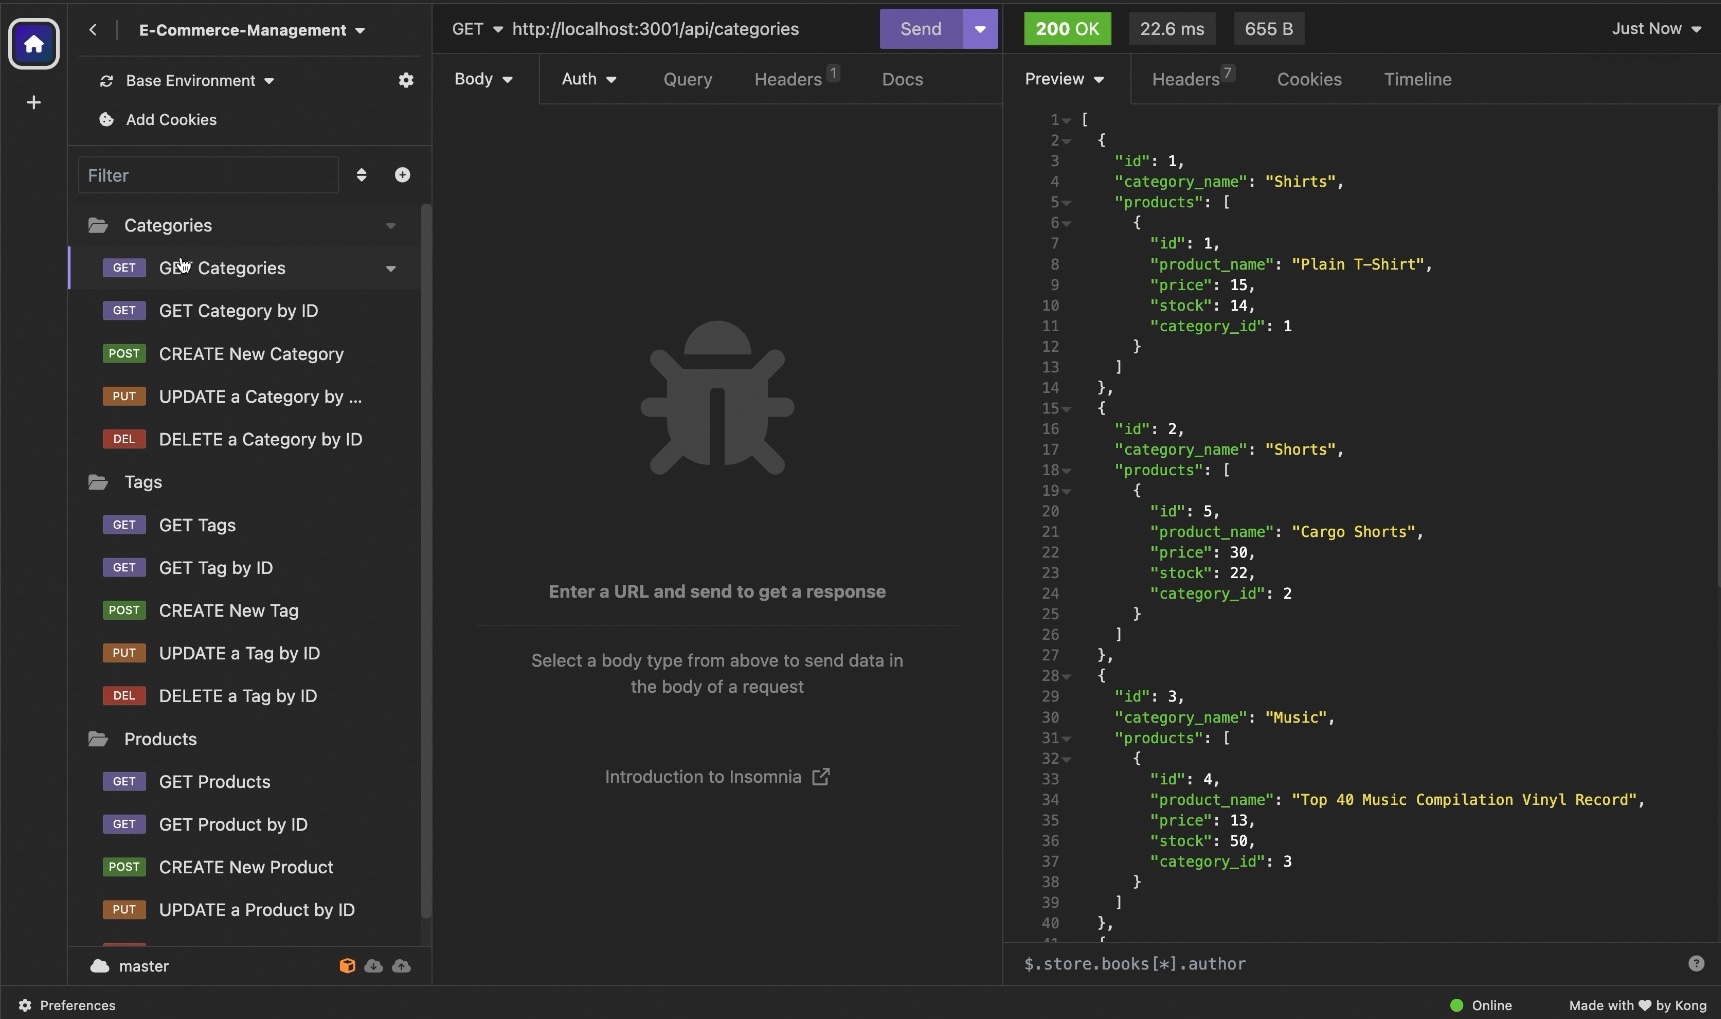 E-Commerce-Management
Base Environment
Add Cookies
Filter
Categories
GET GET Categories
GET GET Category by ID
POST CREATE New Category
PUT UPDATE a Category by ...
DEL DELETE a Category by ID
Tags
GET GET Tags
GET GET Tag by ID
POST CREATE New Tag
PUT UPDATE a Tag by ID
DEL DELETE a Tag by ID
Products
GET GET Products
GET GET Product by ID
POST CREATE New Product
PUT UPDATE a Product by ID
master
Preferences
GET http://localhost:3001/api/categories
Send
Body Auth Query Headers 1 Docs
Enter a URL and send to get a response
Select a body type from above to send data in
the body of a request
Introduction to Insomnia
200 OK 22.6 ms 655 B Just Now
Preview Headers 7 Cookies Timeline
1 [
2 {
3 "id": 1,
4 "category_name": "Shirts",
5 "products": [
6 {
7 "id": 1,
8 "product_name": "Plain T-Shirt",
9 "price": 15,
10 "stock": 14,
11 "category_id": 1
12 }
13 ]
14 },
15 {
16 "id": 2,
17 "category_name": "Shorts",
18 "products": [
19 {
20 "id": 5,
21 "product_name": "Cargo Shorts",
22 "price": 30,
23 "stock": 22,
24 "category_id": 2
25 }
26 ]
27 },
28 {
29 "id": 3,
30 "category_name": "Music",
31 "products": [
32 {
33 "id": 4,
34 "product_name": "Top 40 Music Compilation Vinyl Record",
35 "price": 13,
36 "stock": 50,
37 "category_id": 3
38 }
39 ]
40 },
$.store.books[*].author
Online
Made with ♥ by Kong